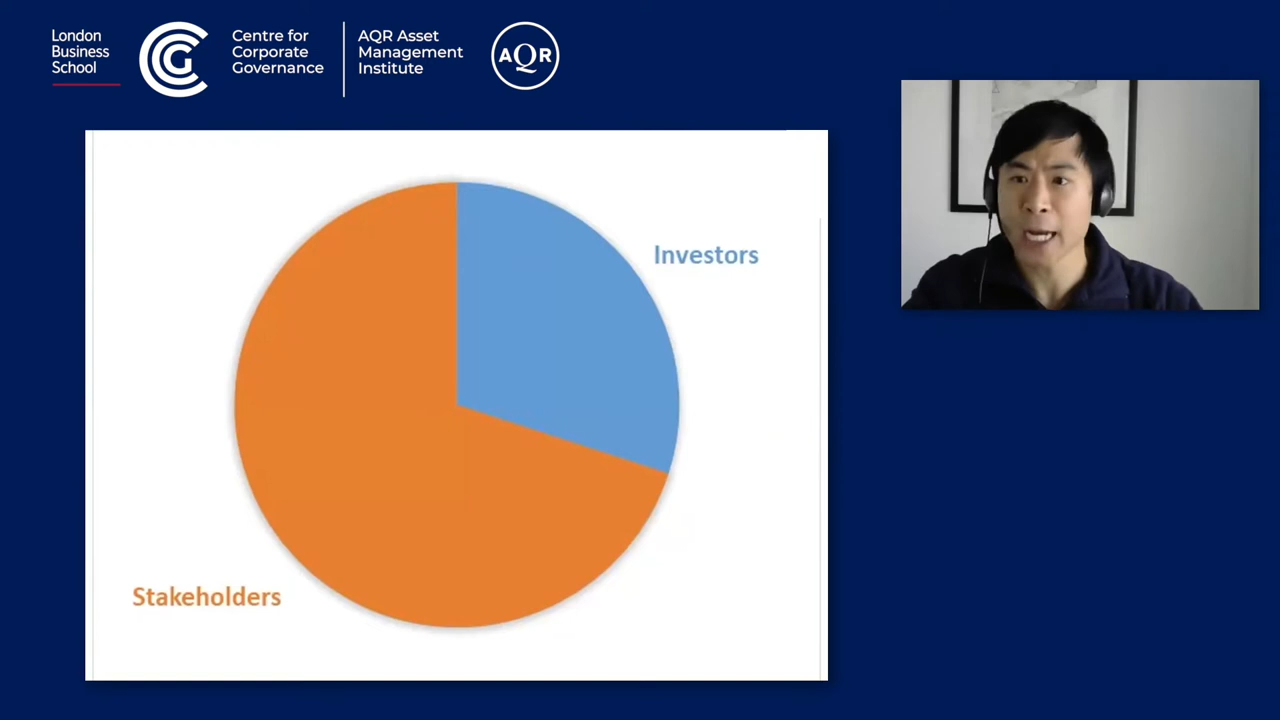 London
Business
School
Centre for
Corporate
Governance
AQR Asset
Management
Institute
AQR
Investors
Stakeholders